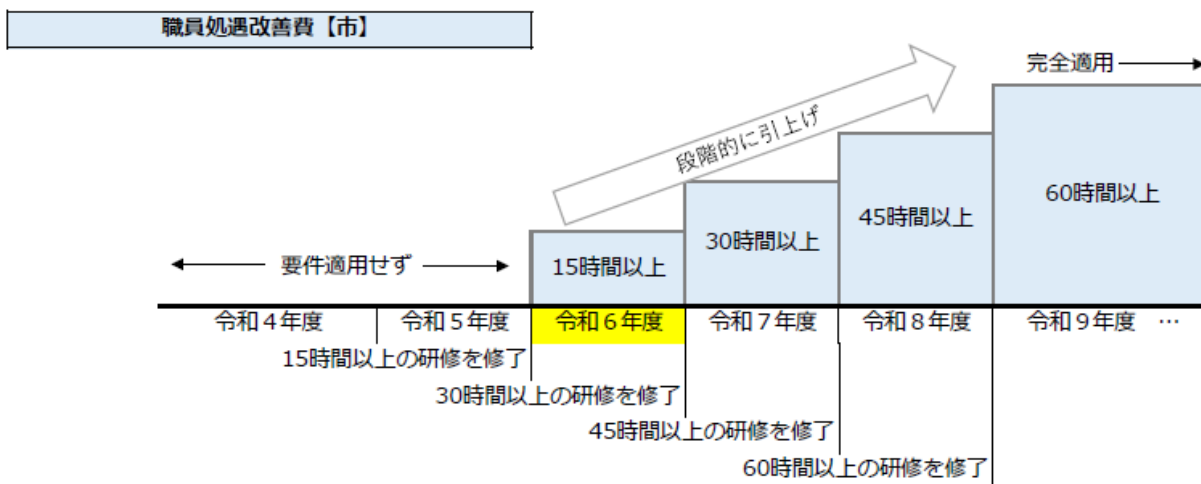 職員処遇改善費【市】
完全適用
段階的に引上げ
60時間以上
45時間以上
30時間以上
要件適用せず
15時間以上
令和４年度 令和５年度 令和６年度 令和７年度 令和８年度 令和９年度 …
15時間以上の研修を修了
30時間以上の研修を修了
45時間以上の研修を修了
60時間以上の研修を修了